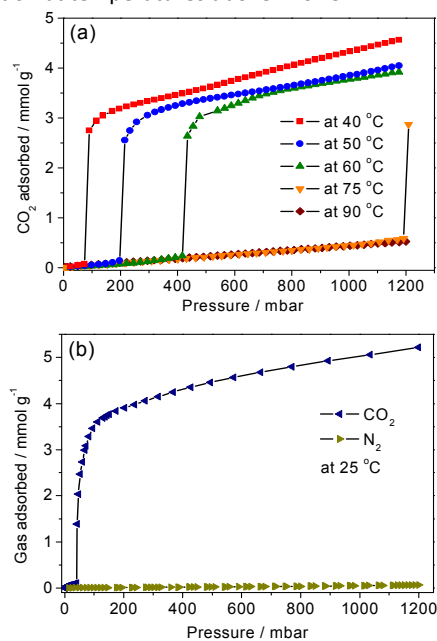 (a)
5
4
3
2
1
0
CO₂ adsorbed / mmol g⁻¹
at 40 °C
at 50 °C
at 60 °C
at 75 °C
at 90 °C
0 200 400 600 800 1000 1200
Pressure / mbar
(b)
5
4
3
2
1
0
Gas adsorbed / mmol g⁻¹
CO₂
N₂
at 25 °C
0 200 400 600 800 1000 1200
Pressure / mbar